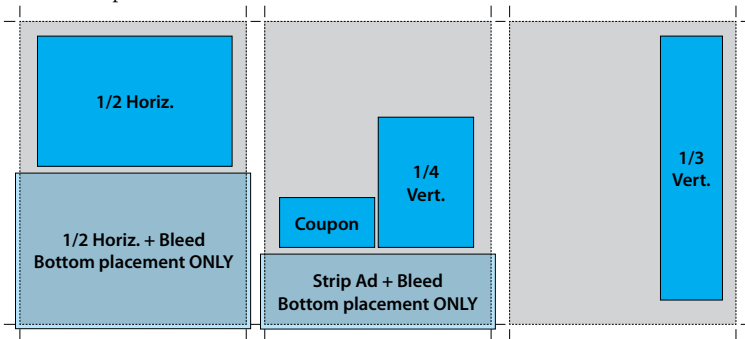 1/2 Horiz.
1/2 Horiz. + Bleed
Bottom placement ONLY
1/4
Vert.
Coupon
Strip Ad + Bleed
Bottom placement ONLY
1/3
Vert.